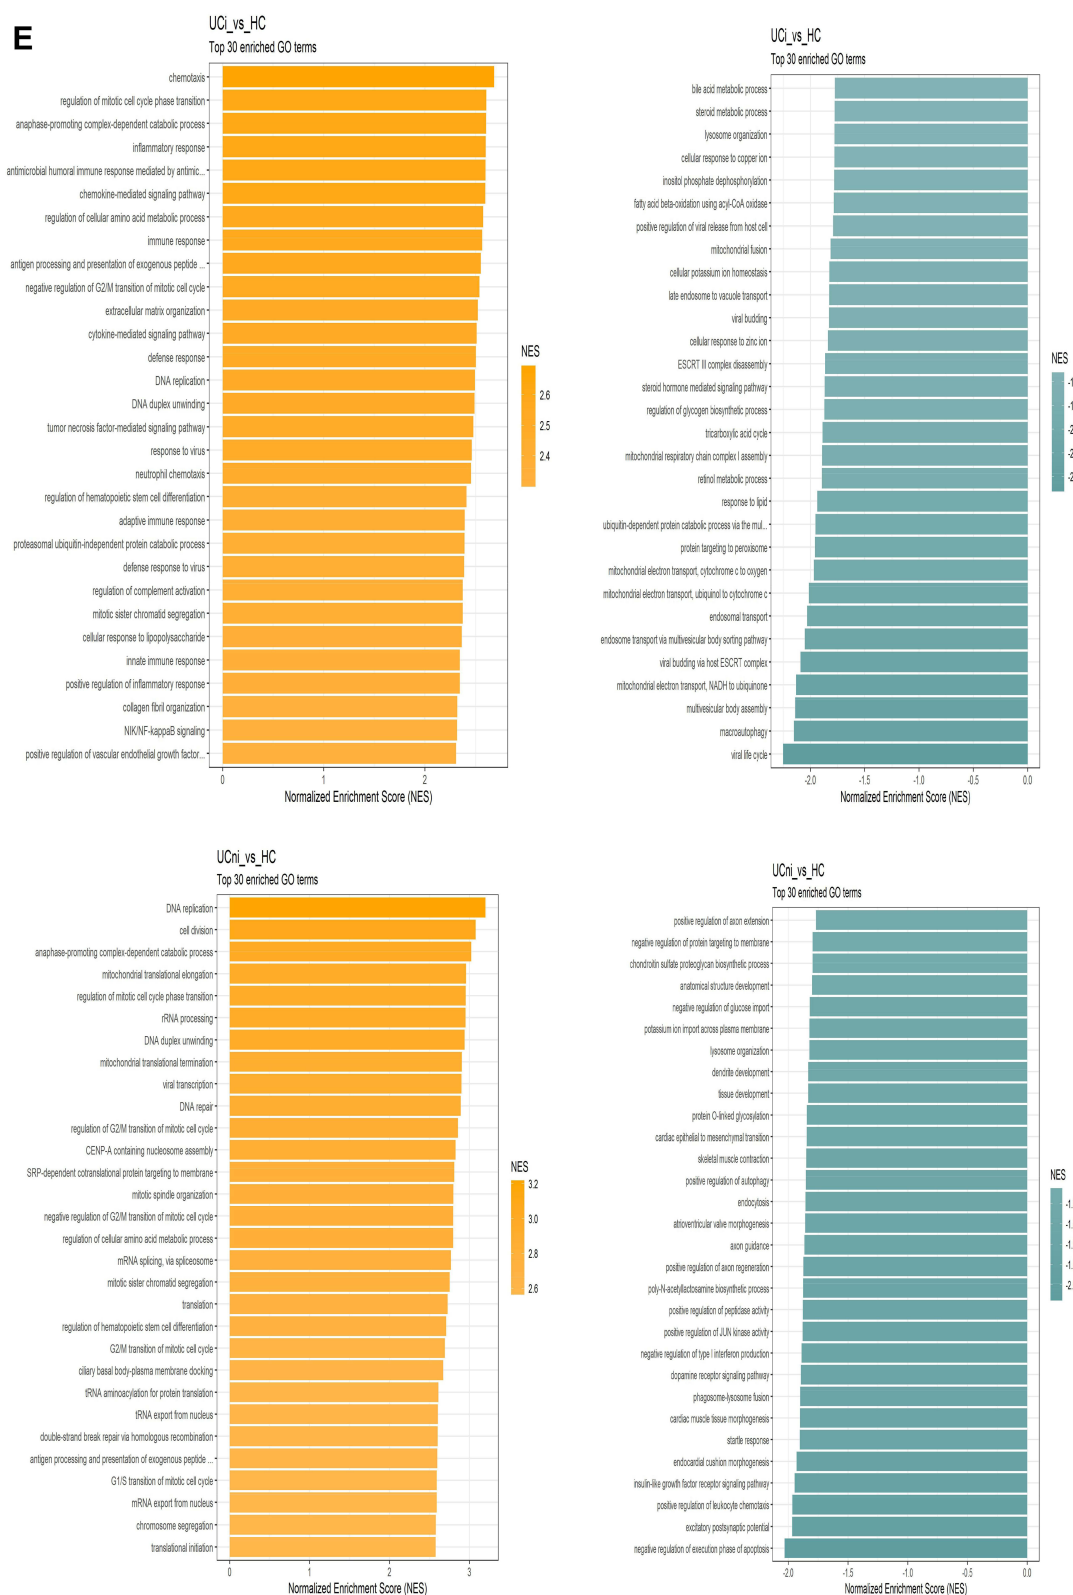 E
UCi_vs_HC
Top 30 enriched GO terms
chemotaxis
regulation of mitotic cell cycle phase transition
anaphase-promoting complex-dependent catabolic process
inflammatory response
antimicrobial humoral immune response mediated by antimic...
chemokine-mediated signaling pathway
regulation of cellular amino acid metabolic process
immune response
antigen processing and presentation of exogenous peptide ...
negative regulation of G2/M transition of mitotic cell cycle
extracellular matrix organization
cytokine-mediated signaling pathway
defense response
DNA replication
DNA duplex unwinding
tumor necrosis factor-mediated signaling pathway
response to virus
neutrophil chemotaxis
regulation of hematopoietic stem cell differentiation
adaptive immune response
proteasomal ubiquitin-independent protein catabolic process
defense response to virus
regulation of complement activation
mitotic sister chromatid segregation
cellular response to lipopolysaccharide
innate immune response
positive regulation of inflammatory response
collagen fibril organization
NIK/NF-kappaB signaling
positive regulation of vascular endothelial growth factor...
0 1 2
Normalized Enrichment Score (NES)
NES
2.6
2.5
2.4
UCi_vs_HC
Top 30 enriched GO terms
bile acid metabolic process
steroid metabolic process
lysosome organization
cellular response to copper ion
inositol phosphate dephosphorylation
fatty acid beta-oxidation using acyl-CoA oxidase
positive regulation of viral release from host cell
mitochondrial fusion
cellular potassium ion homeostasis
late endosome to vacuole transport
viral budding
cellular response to zinc ion
ESCRT III complex disassembly
steroid hormone mediated signaling pathway
regulation of glycogen biosynthetic process
tricarboxylic acid cycle
mitochondrial respiratory chain complex I assembly
retinol metabolic process
response to lipid
ubiquitin-dependent protein catabolic process via the mul...
protein targeting to peroxisome
mitochondrial electron transport, cytochrome c to oxygen
mitochondrial electron transport, ubiquinol to cytochrome c
endosomal transport
endosome transport via multivesicular body sorting pathway
viral budding via host ESCRT complex
mitochondrial electron transport, NADH to ubiquinone
multivesicular body assembly
macroautophagy
viral life cycle
-2.0 -1.5 -1.0 -0.5 0.0
Normalized Enrichment Score (NES)
NES
-1
-1
-2
-2
-2
UCni_vs_HC
Top 30 enriched GO terms
DNA replication
cell division
anaphase-promoting complex-dependent catabolic process
mitochondrial translational elongation
regulation of mitotic cell cycle phase transition
rRNA processing
DNA duplex unwinding
mitochondrial translational termination
viral transcription
DNA repair
regulation of G2/M transition of mitotic cell cycle
CENP-A containing nucleosome assembly
SRP-dependent cotranslational protein targeting to membrane
mitotic spindle organization
negative regulation of G2/M transition of mitotic cell cycle
regulation of cellular amino acid metabolic process
mRNA splicing, via spliceosome
mitotic sister chromatid segregation
translation
regulation of hematopoietic stem cell differentiation
G2/M transition of mitotic cell cycle
ciliary basal body-plasma membrane docking
tRNA aminoacylation for protein translation
tRNA export from nucleus
double-strand break repair via homologous recombination
antigen processing and presentation of exogenous peptide ...
G1/S transition of mitotic cell cycle
mRNA export from nucleus
chromosome segregation
translational initiation
0 1 2 3
Normalized Enrichment Score (NES)
NES
3.2
3.0
2.8
2.6
UCni_vs_HC
Top 30 enriched GO terms
positive regulation of axon extension
negative regulation of protein targeting to membrane
chondroitin sulfate proteoglycan biosynthetic process
anatomical structure development
negative regulation of glucose import
potassium ion import across plasma membrane
lysosome organization
dendrite development
tissue development
protein O-linked glycosylation
cardiac epithelial to mesenchymal transition
skeletal muscle contraction
positive regulation of autophagy
endocytosis
atrioventricular valve morphogenesis
axon guidance
positive regulation of axon regeneration
poly-N-acetyllactosamine biosynthetic process
positive regulation of peptidase activity
positive regulation of JUN kinase activity
negative regulation of type I interferon production
dopamine receptor signaling pathway
phagosome-lysosome fusion
cardiac muscle tissue morphogenesis
startle response
endocardial cushion morphogenesis
insulin-like growth factor receptor signaling pathway
positive regulation of leukocyte chemotaxis
excitatory postsynaptic potential
negative regulation of execution phase of apoptosis
-2.0 -1.5 -1.0 -0.5 0.0
Normalized Enrichment Score (NES)
NES
-1.
-1.
-1.
-1.
-2.